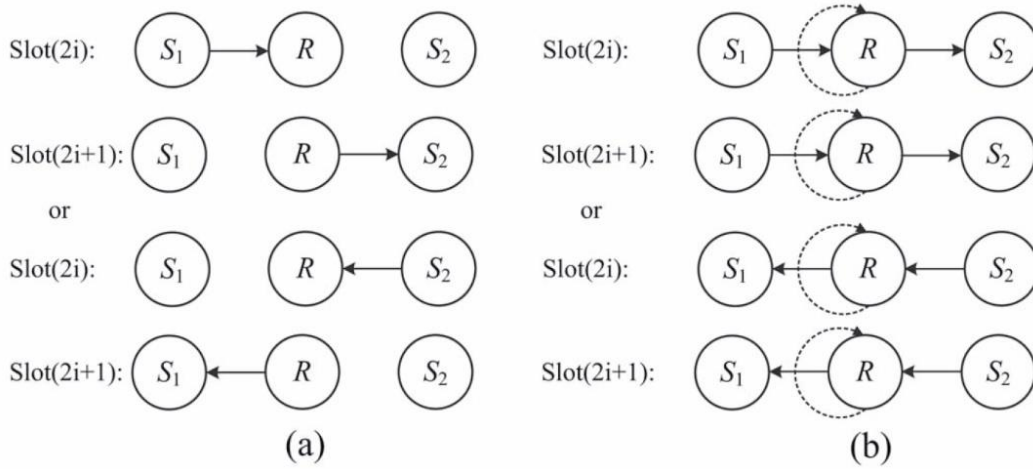 Slot(2i): S₁ R S₂ Slot(2i): S₁ R S₂
Slot(2i+1): S₁ R S₂ Slot(2i+1): S₁ R S₂
or or
Slot(2i): S₁ R S₂ Slot(2i): S₁ R S₂
Slot(2i+1): S₁ R S₂ Slot(2i+1): S₁ R S₂
(a) (b)